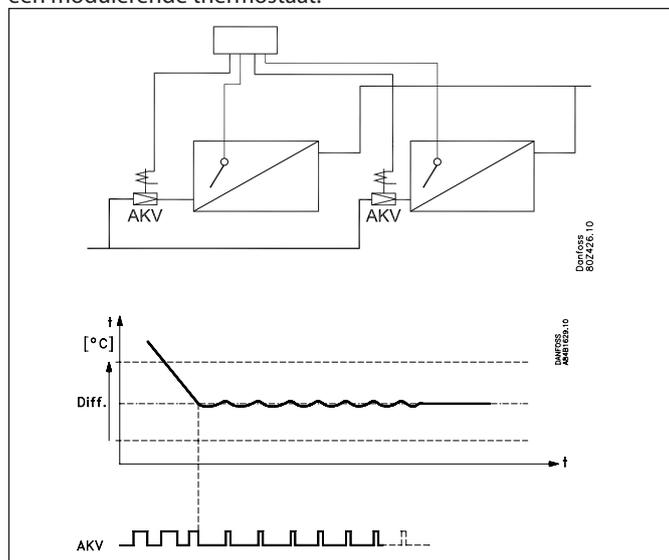 een modulerende thermostaat.
AKV
AKV
Danfoss
80Z426.10
t
[°C]
Diff.
t
DANFOSS
A84B1629.10
AKV